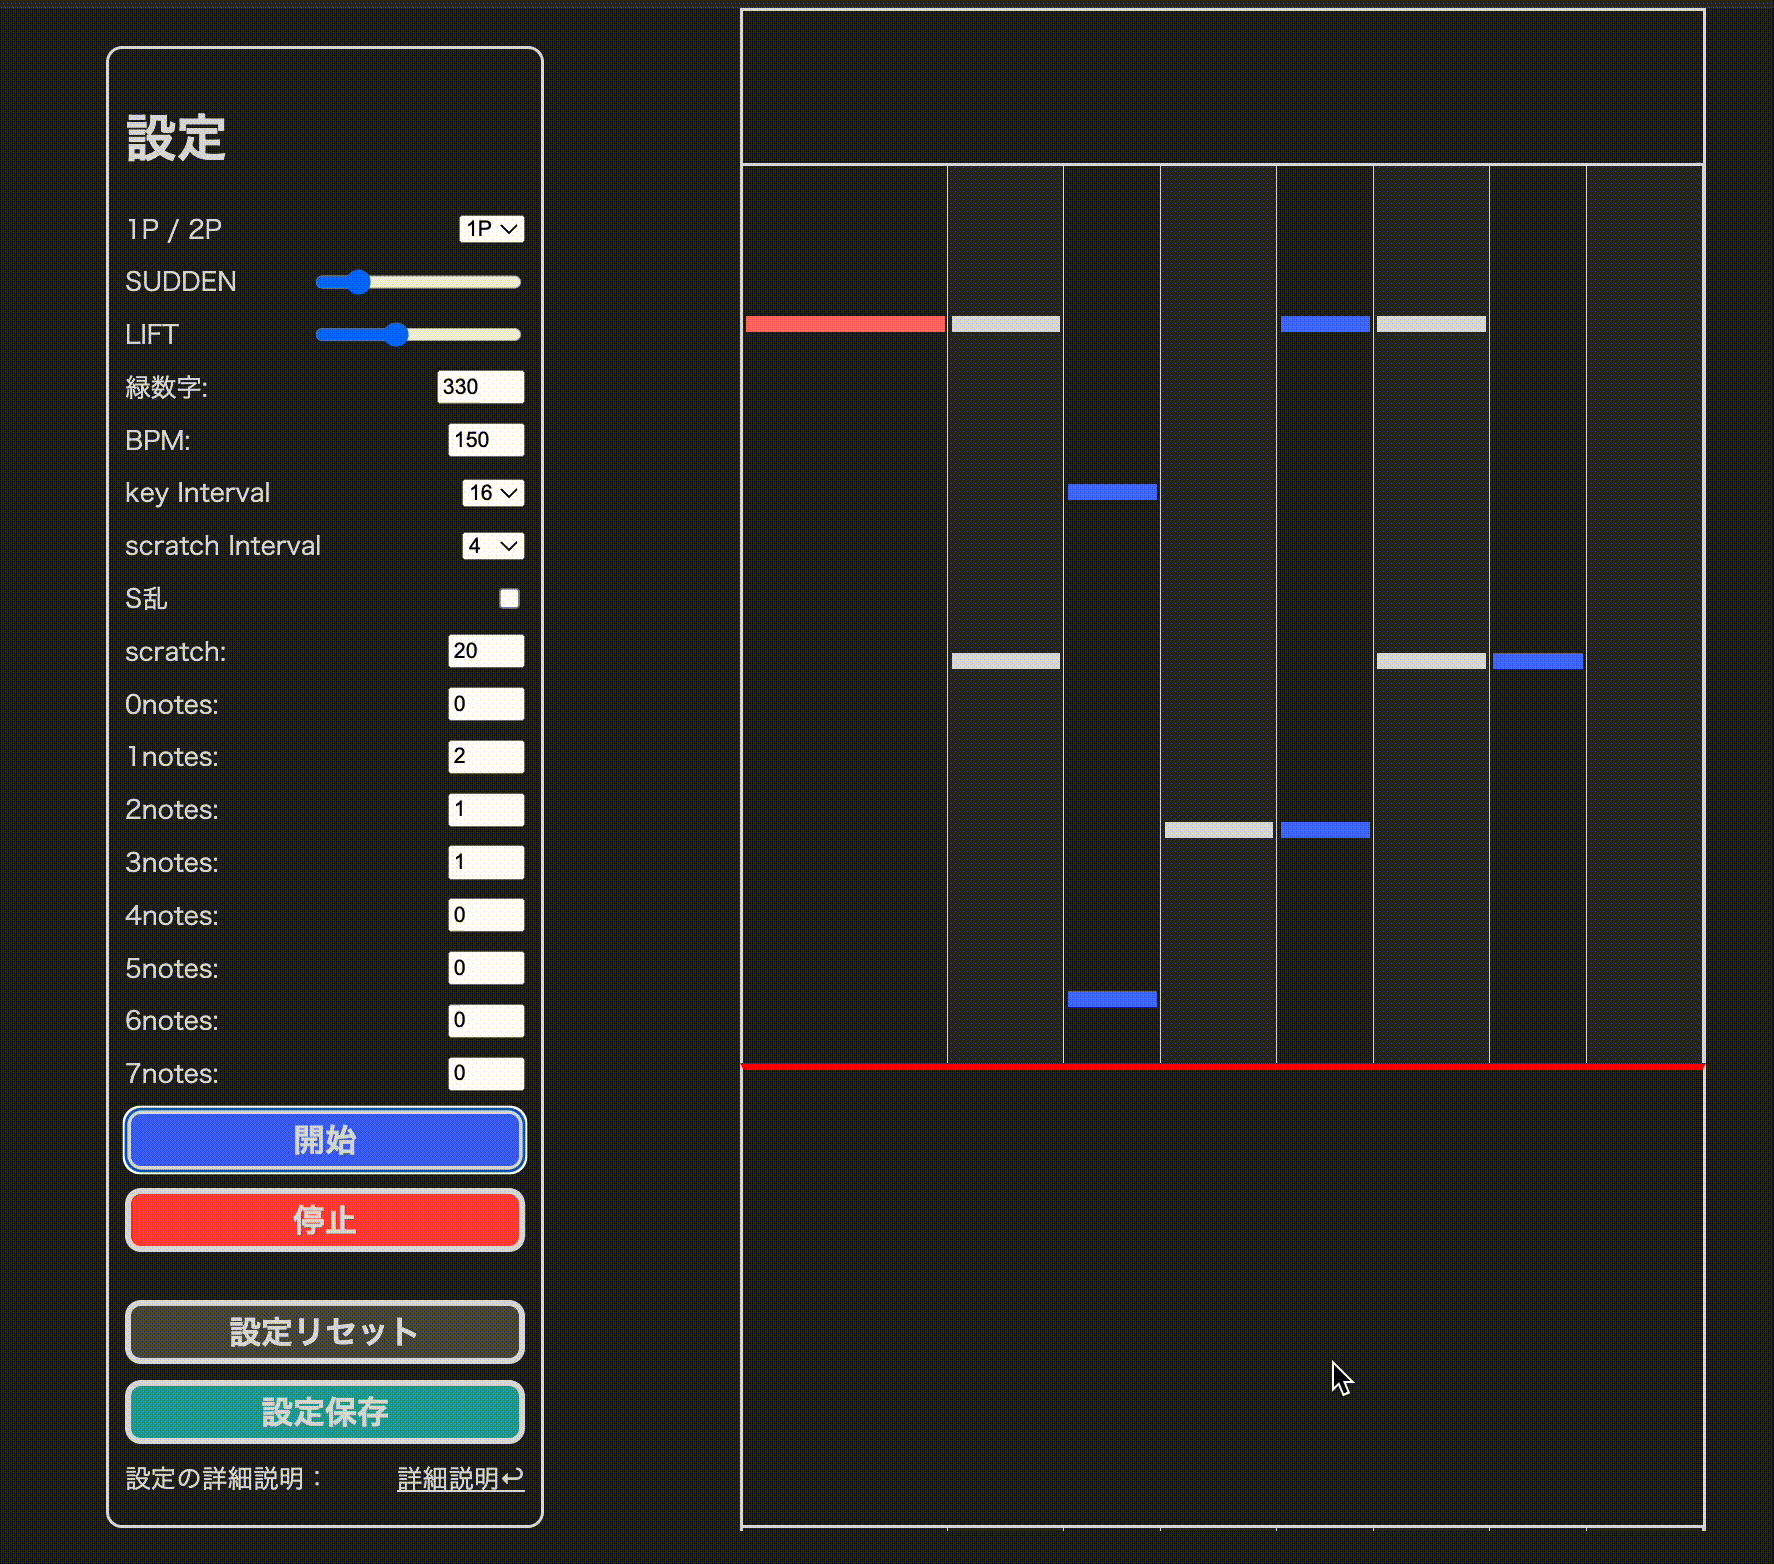 設定
1P / 2P 1P
SUDDEN
LIFT
緑数字: 330
BPM: 150
key Interval 16
scratch Interval 4
S乱
scratch: 20
0notes: 0
1notes: 2
2notes: 1
3notes: 1
4notes: 0
5notes: 0
6notes: 0
7notes: 0
開始
停止
設定リセット
設定保存
設定の詳細説明： 詳細説明↩